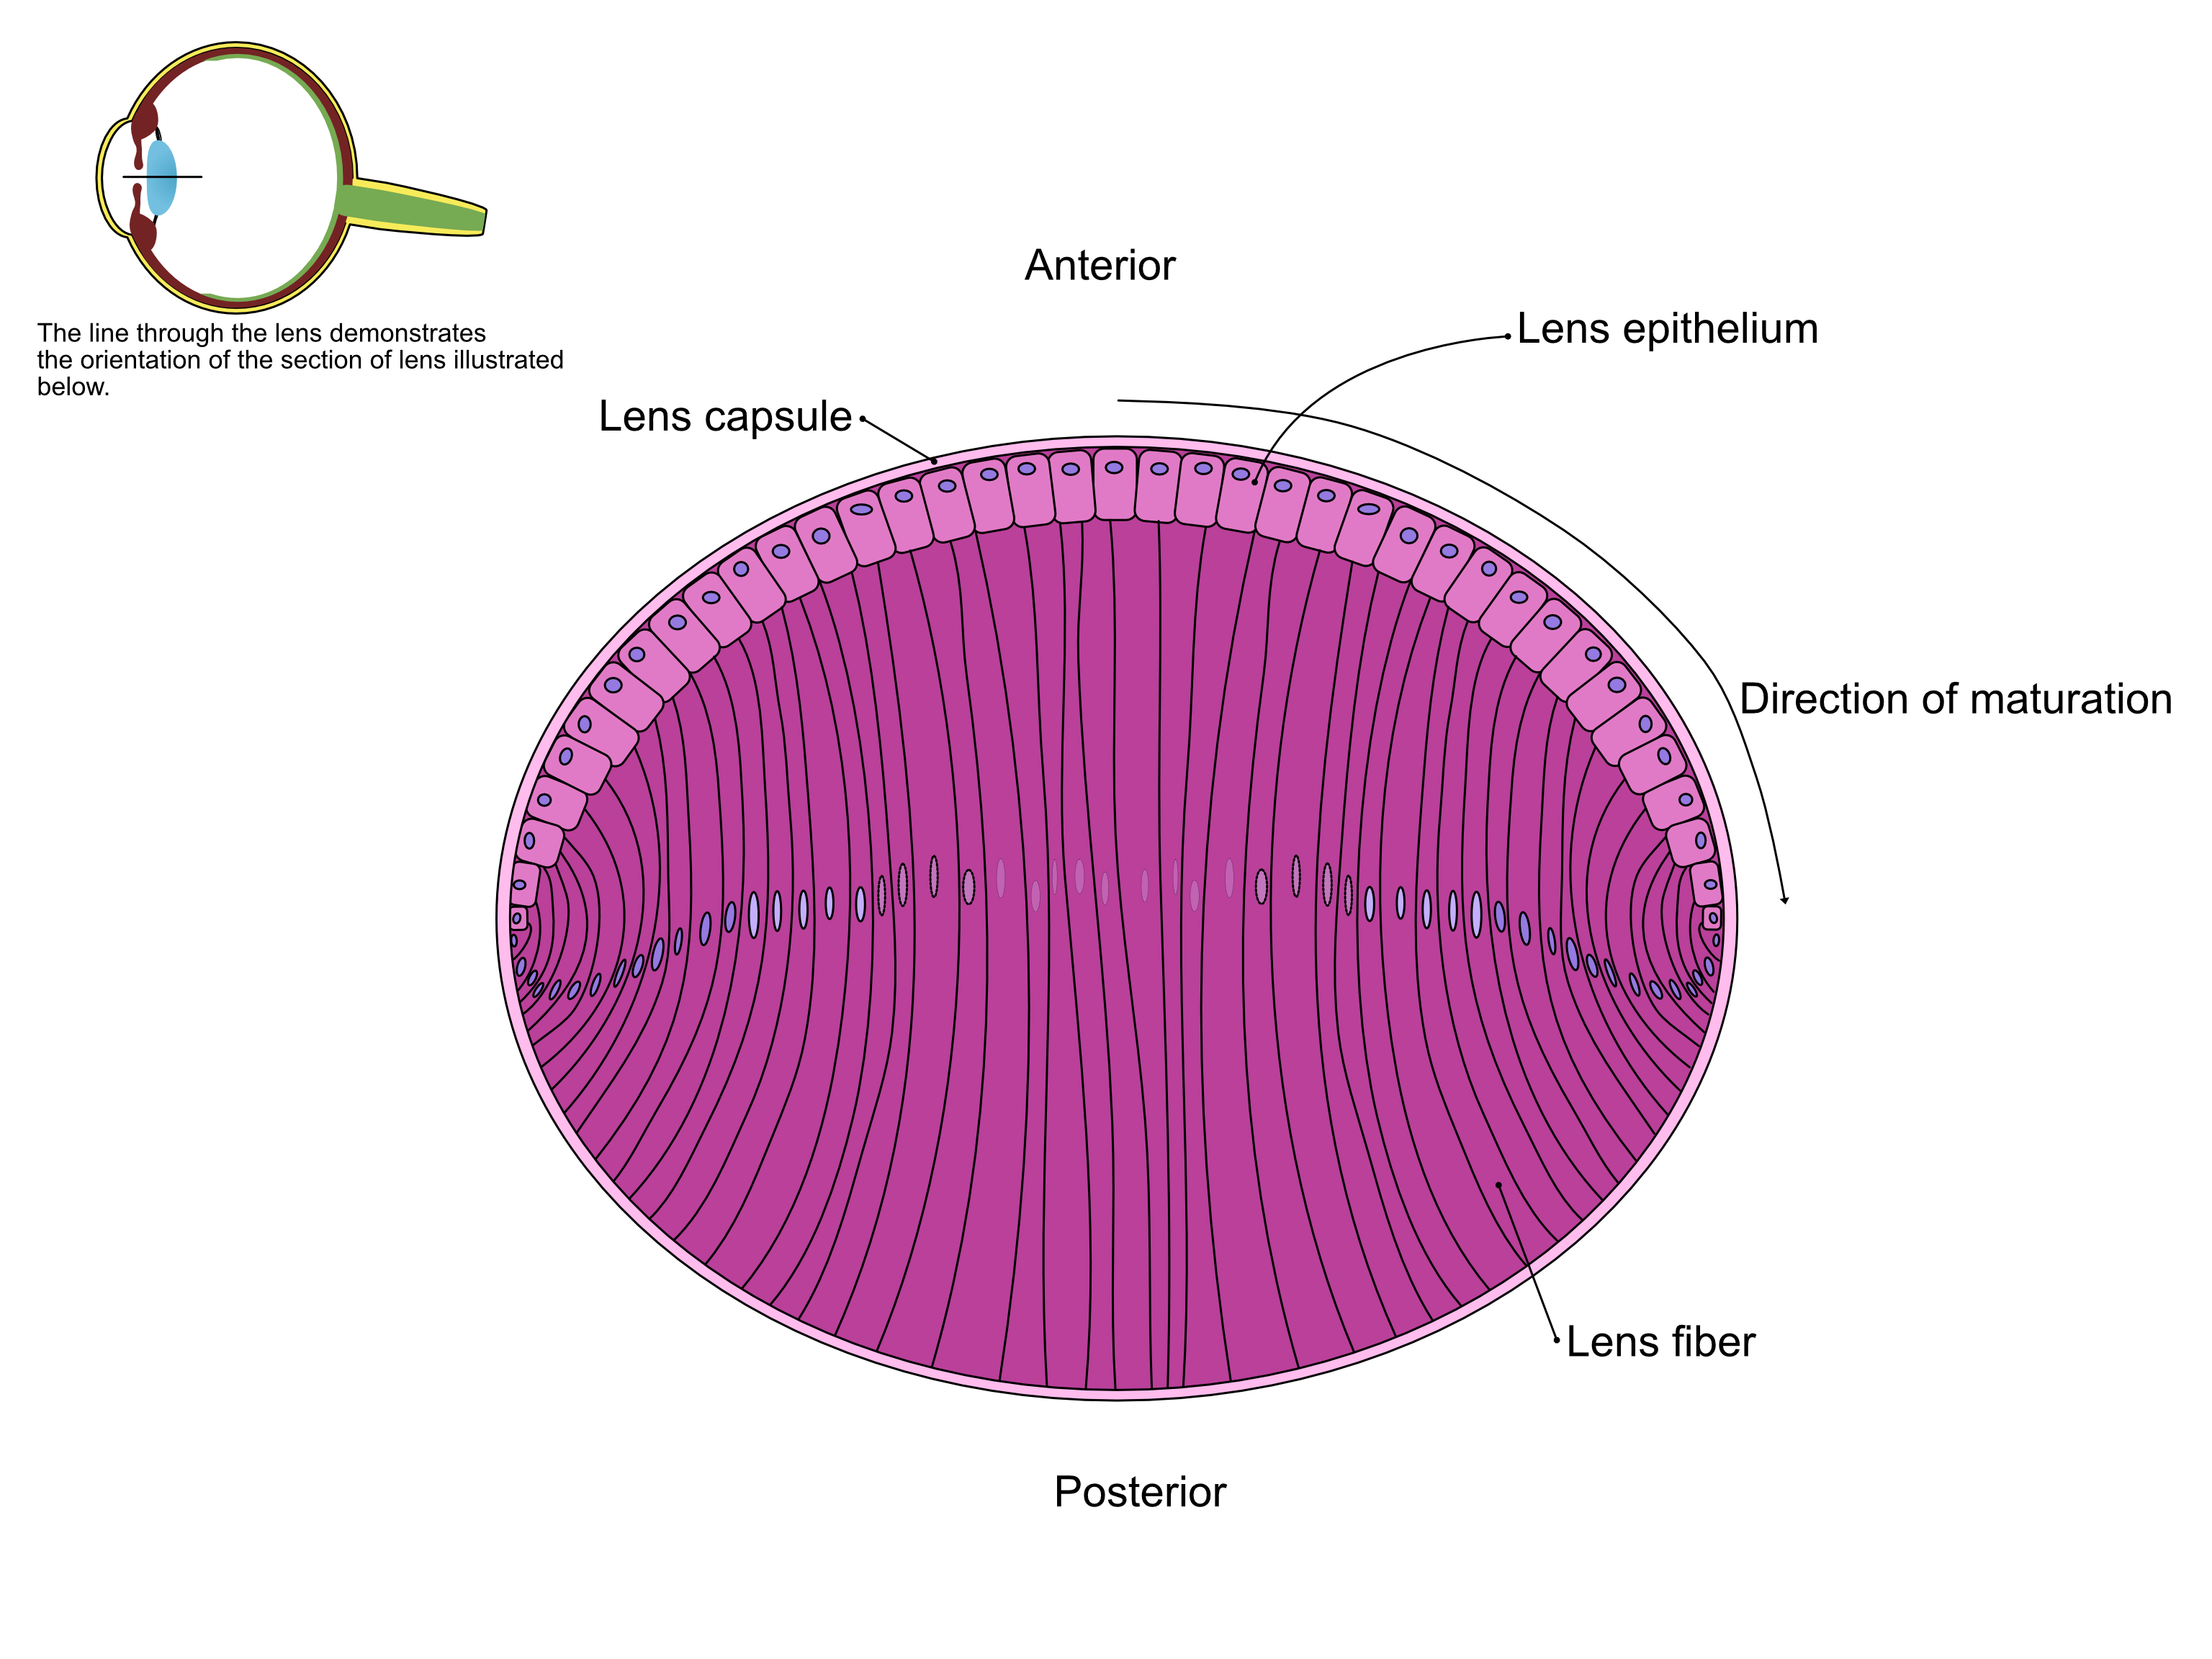 The line through the lens demonstrates
the orientation of the section of lens illustrated
below.
Anterior
Lens epithelium
Lens capsule
Direction of maturation
Lens fiber
Posterior